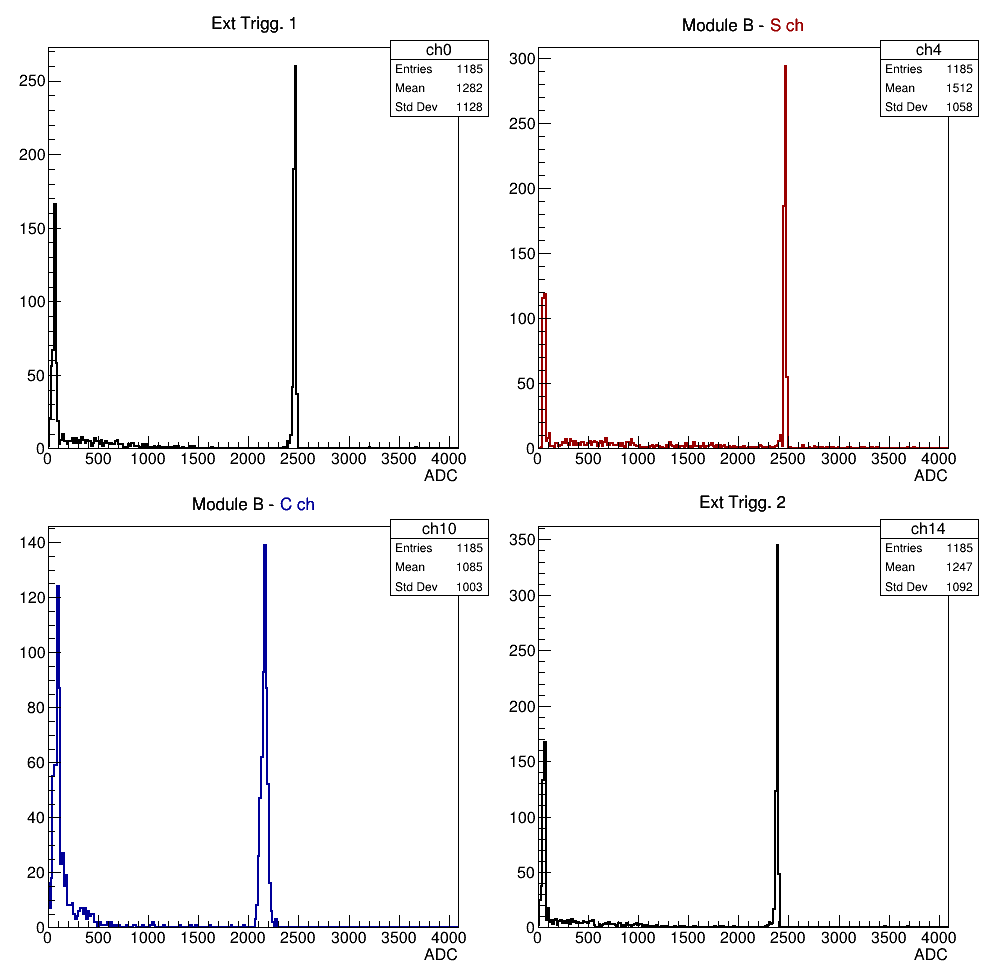 Ext Trigg. 1
ch0
Entries 1185
Mean 1282
Std Dev 1128
250
200
150
100
50
0
0 500 1000 1500 2000 2500 3000 3500 4000
ADC
Module B - S ch
ch4
Entries 1185
Mean 1512
Std Dev 1058
300
250
200
150
100
50
0
0 500 1000 1500 2000 2500 3000 3500 4000
ADC
Module B - C ch
ch10
Entries 1185
Mean 1085
Std Dev 1003
140
120
100
80
60
40
20
0
0 500 1000 1500 2000 2500 3000 3500 4000
ADC
Ext Trigg. 2
ch14
Entries 1185
Mean 1247
Std Dev 1092
350
300
250
200
150
100
50
0
0 500 1000 1500 2000 2500 3000 3500 4000
ADC